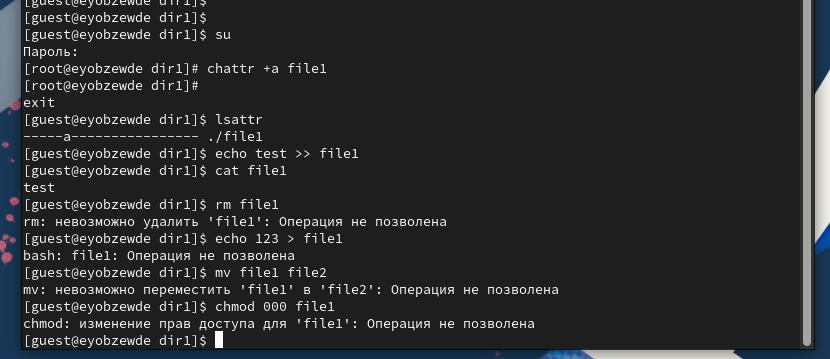 [guest@eyobzewde dir1]$
[guest@eyobzewde dir1]$
[guest@eyobzewde dir1]$ su
Пароль:
[root@eyobzewde dir1]# chattr +a file1
[root@eyobzewde dir1]#
exit
[guest@eyobzewde dir1]$ lsattr
-----a---------------- ./file1
[guest@eyobzewde dir1]$ echo test >> file1
[guest@eyobzewde dir1]$ cat file1
test
[guest@eyobzewde dir1]$ rm file1
rm: невозможно удалить 'file1': Операция не позволена
[guest@eyobzewde dir1]$ echo 123 > file1
bash: file1: Операция не позволена
[guest@eyobzewde dir1]$ mv file1 file2
mv: невозможно переместить 'file1' в 'file2': Операция не позволена
[guest@eyobzewde dir1]$ chmod 000 file1
chmod: изменение прав доступа для 'file1': Операция не позволена
[guest@eyobzewde dir1]$